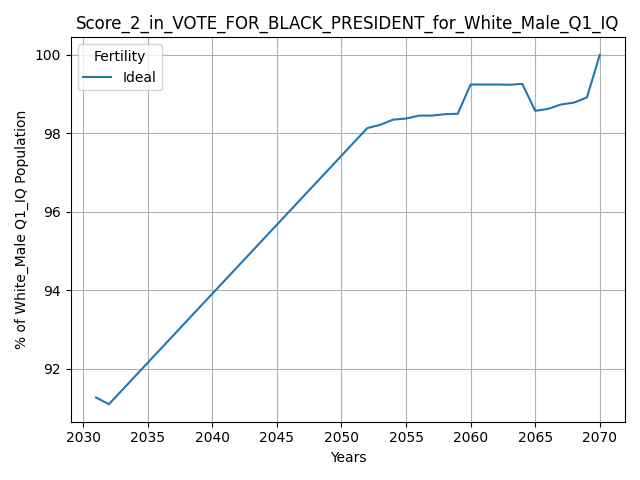 Score_2_in_VOTE_FOR_BLACK_PRESIDENT_for_White_Male_Q1_IQ
Fertility
Ideal
% of White_Male Q1_IQ Population
100
98
96
94
92
2030 2035 2040 2045 2050 2055 2060 2065 2070
Years